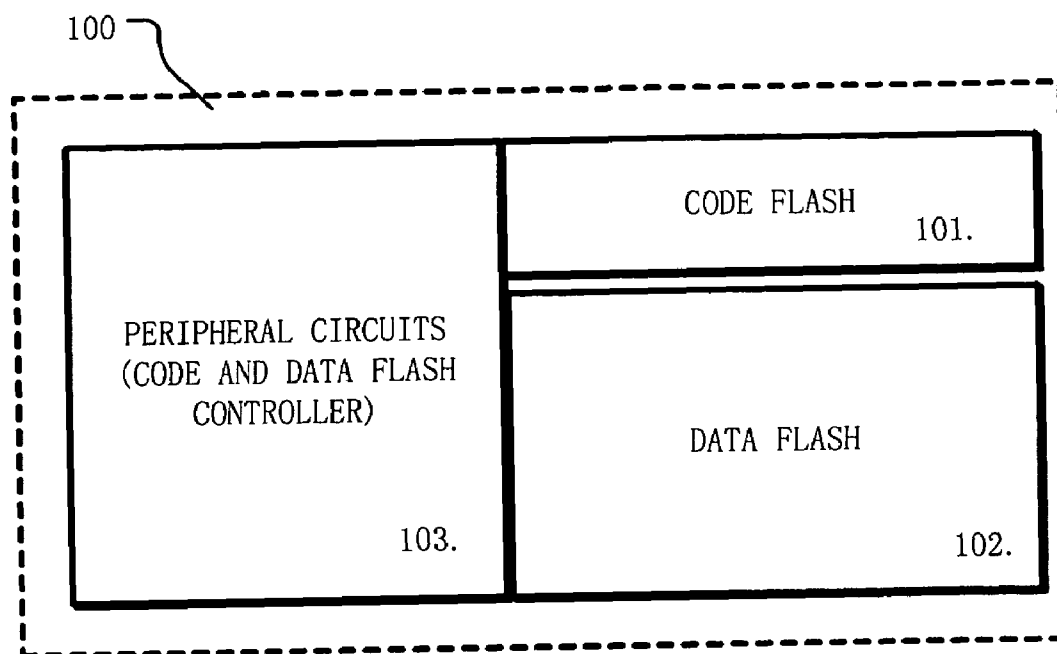 100
CODE FLASH
101.
PERIPHERAL CIRCUITS
(CODE AND DATA FLASH
CONTROLLER)
103.
DATA FLASH
102.